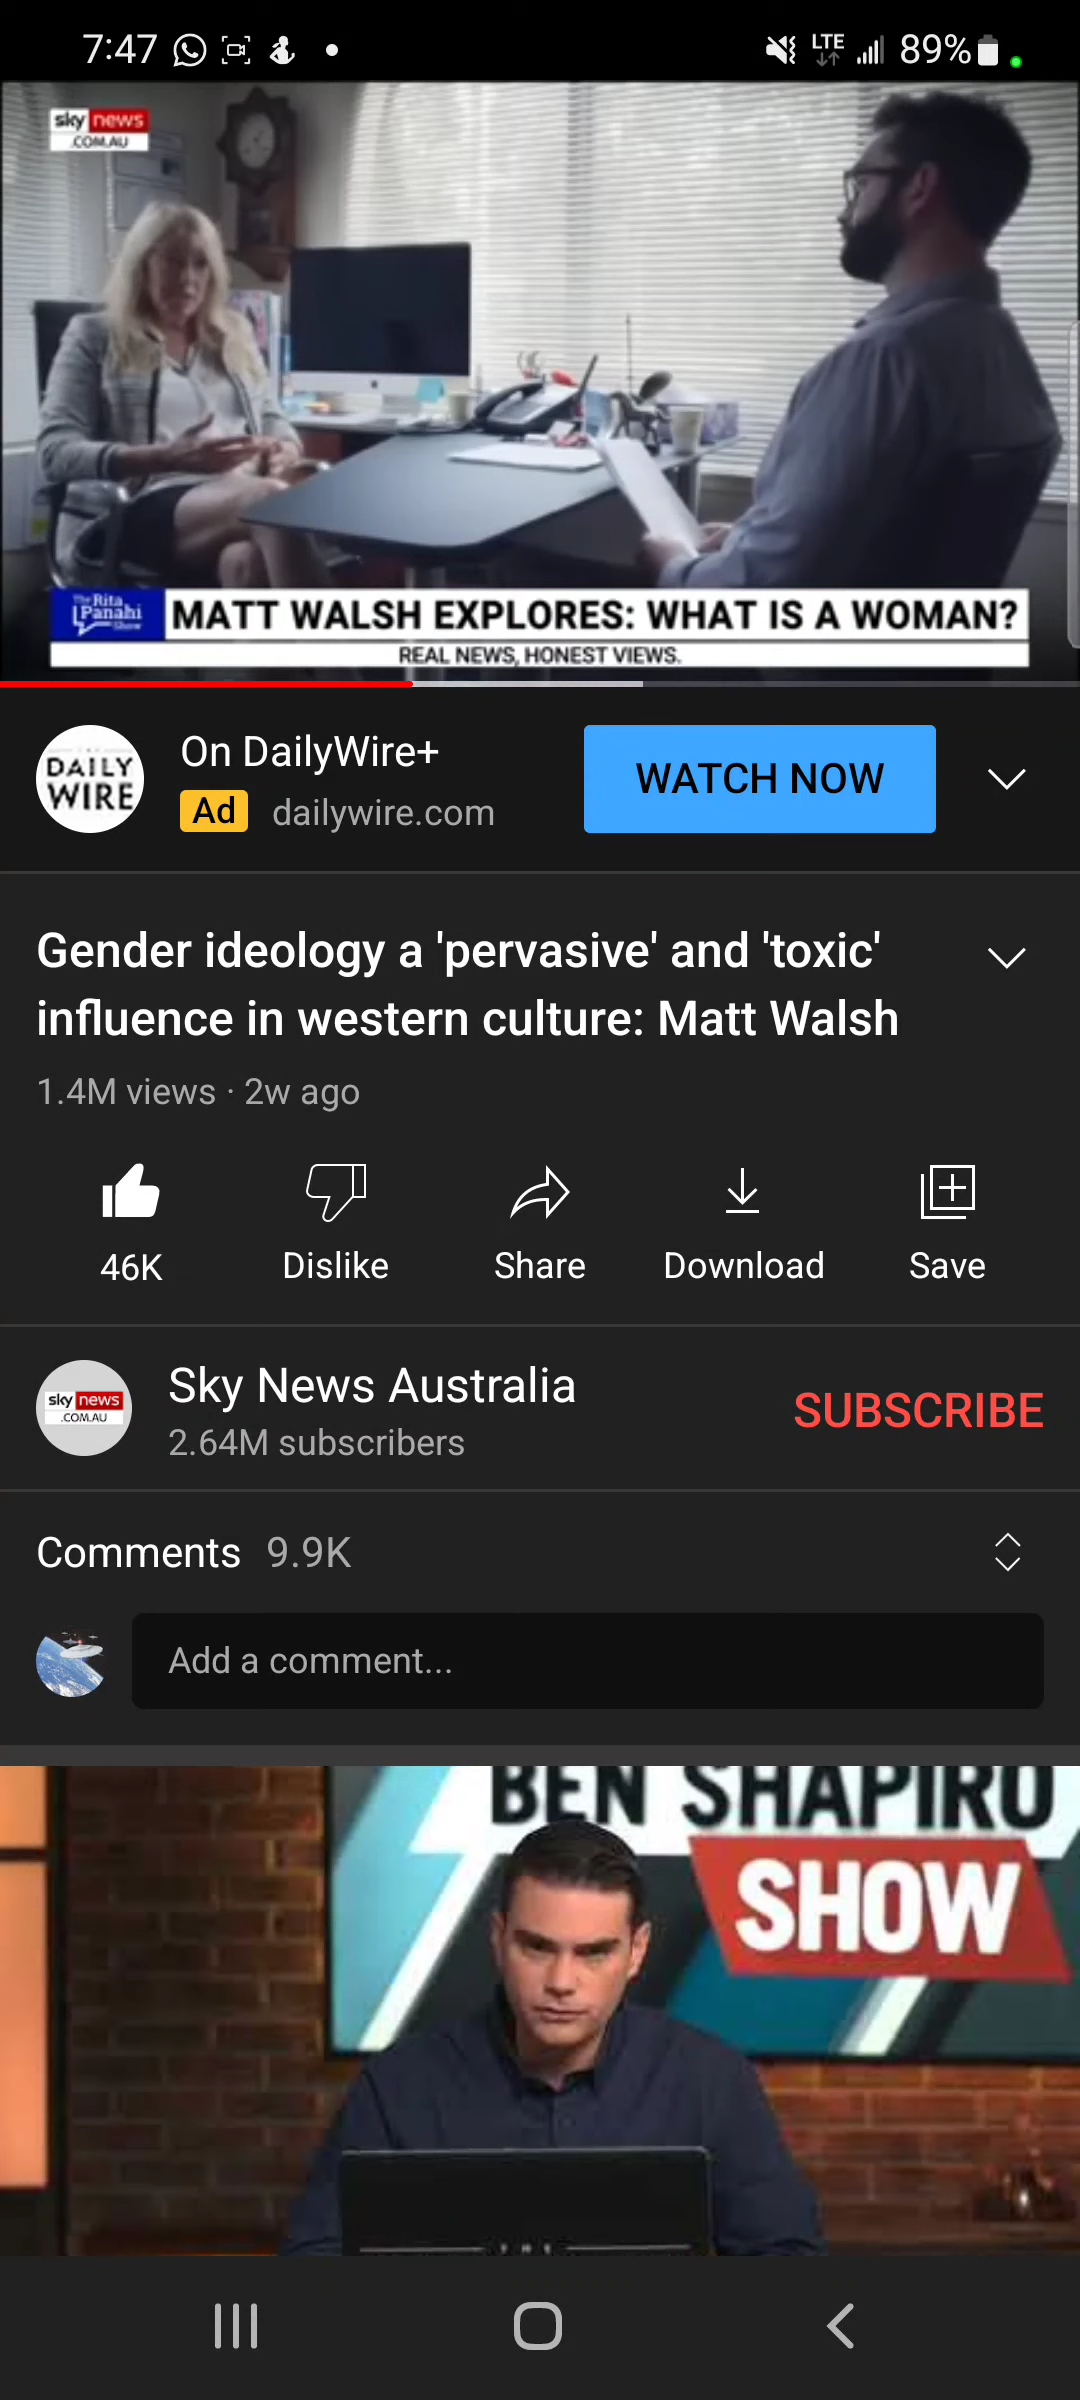 7:47
LTE
89%
sky news
.COM.AU
The Rita
Panahi
Show
MATT WALSH EXPLORES: WHAT IS A WOMAN?
REAL NEWS, HONEST VIEWS.
DAILY
WIRE
On DailyWire+
Ad dailywire.com
WATCH NOW
Gender ideology a 'pervasive' and 'toxic'
influence in western culture: Matt Walsh
1.4M views · 2w ago
46K
Dislike
Share
Download
Save
sky news
.COM.AU
Sky News Australia
2.64M subscribers
SUBSCRIBE
Comments 9.9K
Add a comment...
BEN SHAPIRO
SHOW